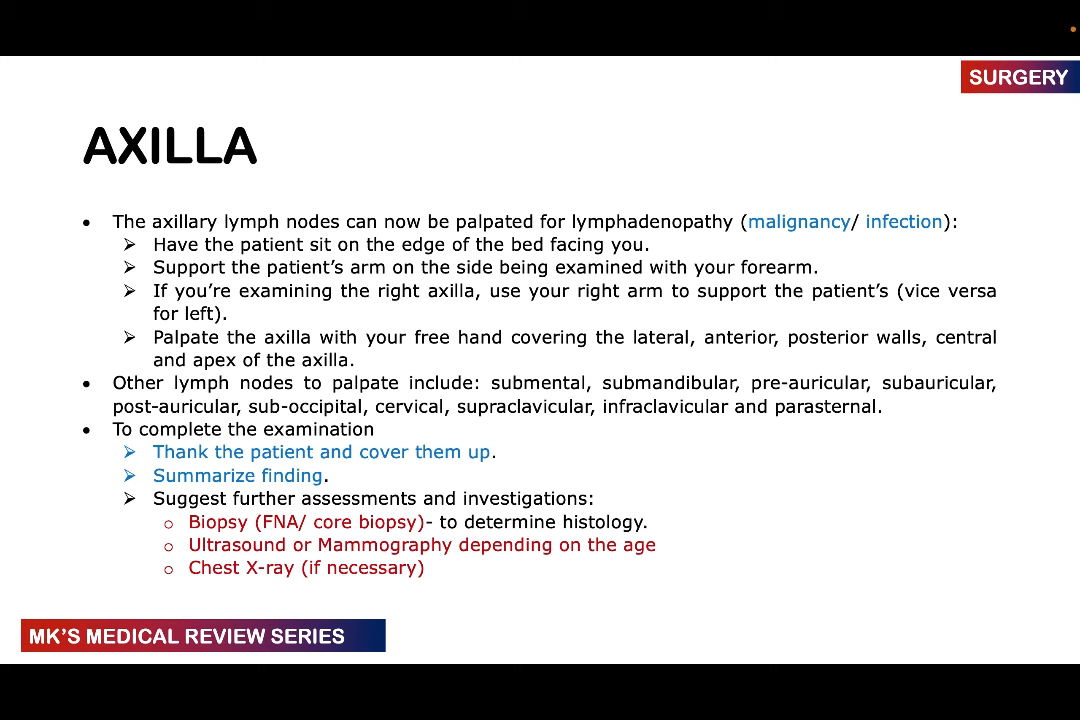 SURGERY
AXILLA
• The axillary lymph nodes can now be palpated for lymphadenopathy (malignancy/ infection):
➢ Have the patient sit on the edge of the bed facing you.
➢ Support the patient’s arm on the side being examined with your forearm.
➢ If you’re examining the right axilla, use your right arm to support the patient’s (vice versa
for left).
➢ Palpate the axilla with your free hand covering the lateral, anterior, posterior walls, central
and apex of the axilla.
• Other lymph nodes to palpate include: submental, submandibular, pre-auricular, subauricular,
post-auricular, sub-occipital, cervical, supraclavicular, infraclavicular and parasternal.
• To complete the examination
➢ Thank the patient and cover them up.
➢ Summarize finding.
➢ Suggest further assessments and investigations:
o Biopsy (FNA/ core biopsy)- to determine histology.
o Ultrasound or Mammography depending on the age
o Chest X-ray (if necessary)
MK’S MEDICAL REVIEW SERIES